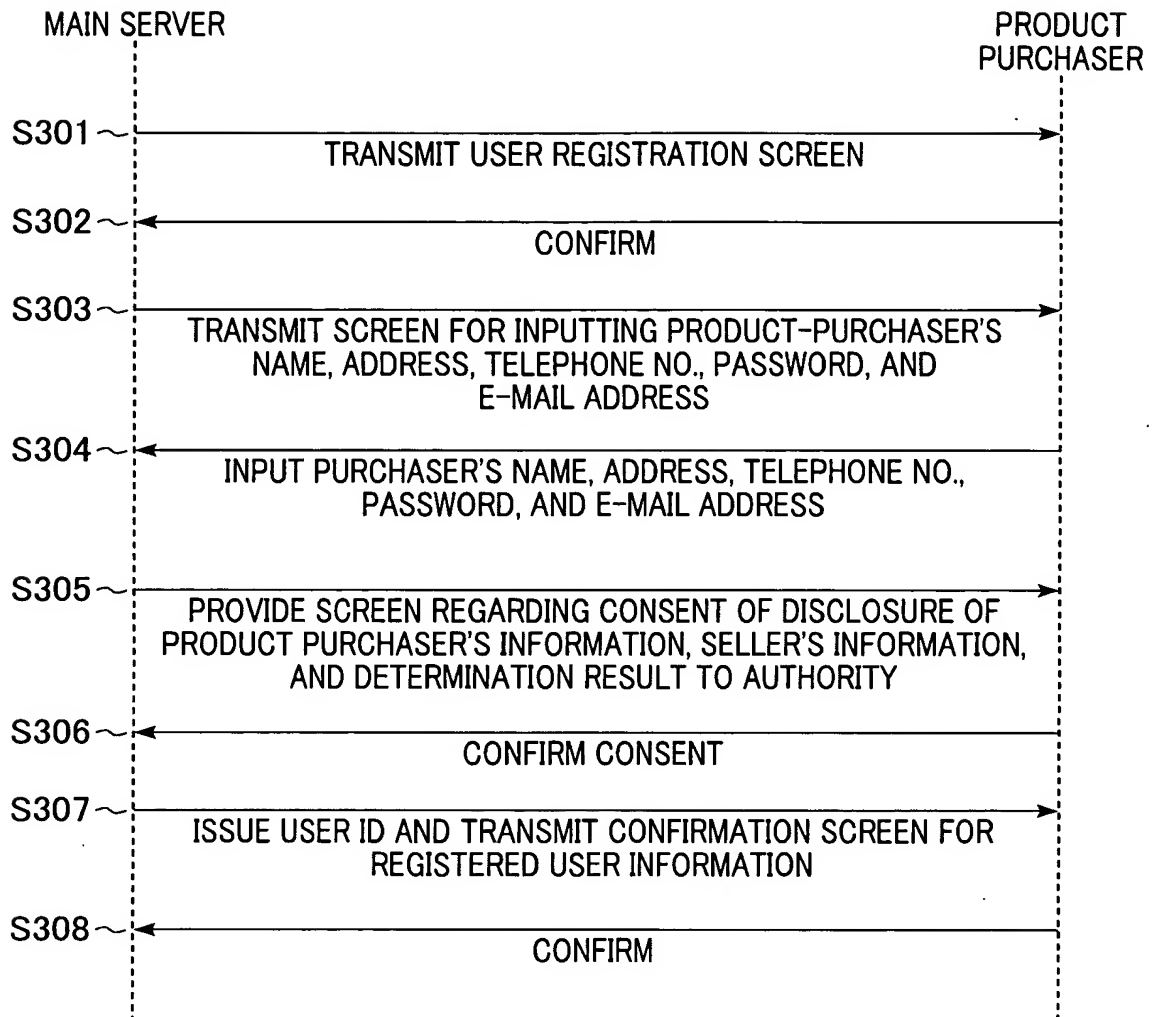 MAIN SERVER
PRODUCT
PURCHASER
S301
TRANSMIT USER REGISTRATION SCREEN
S302
CONFIRM
S303
TRANSMIT SCREEN FOR INPUTTING PRODUCT-PURCHASER'S
NAME, ADDRESS, TELEPHONE NO., PASSWORD, AND
E-MAIL ADDRESS
S304
INPUT PURCHASER'S NAME, ADDRESS, TELEPHONE NO.,
PASSWORD, AND E-MAIL ADDRESS
S305
PROVIDE SCREEN REGARDING CONSENT OF DISCLOSURE OF
PRODUCT PURCHASER'S INFORMATION, SELLER'S INFORMATION,
AND DETERMINATION RESULT TO AUTHORITY
S306
CONFIRM CONSENT
S307
ISSUE USER ID AND TRANSMIT CONFIRMATION SCREEN FOR
REGISTERED USER INFORMATION
S308
CONFIRM